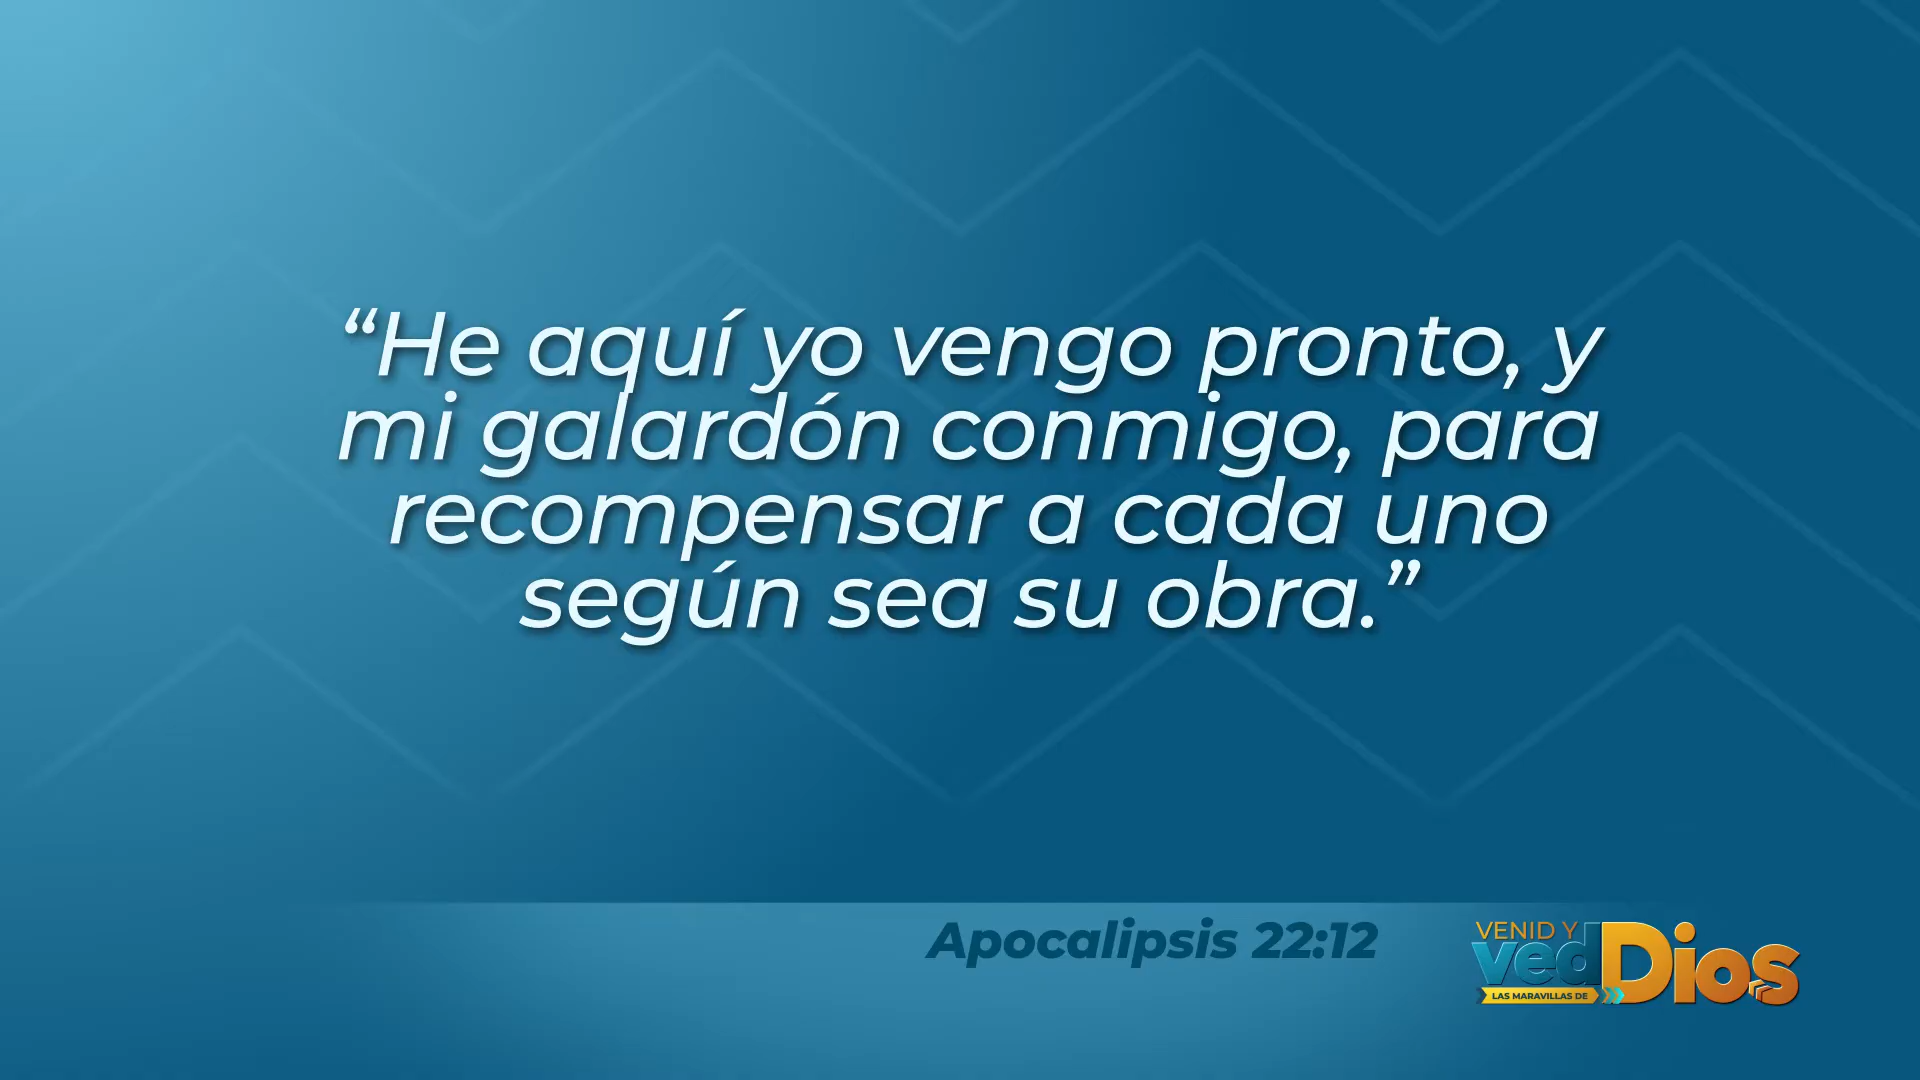 “He aquí yo vengo pronto, y
mi galardón conmigo, para
recompensar a cada uno
según sea su obra.”
Apocalipsis 22:12
VENID Y
ved
LAS MARAVILLAS DE
Dios